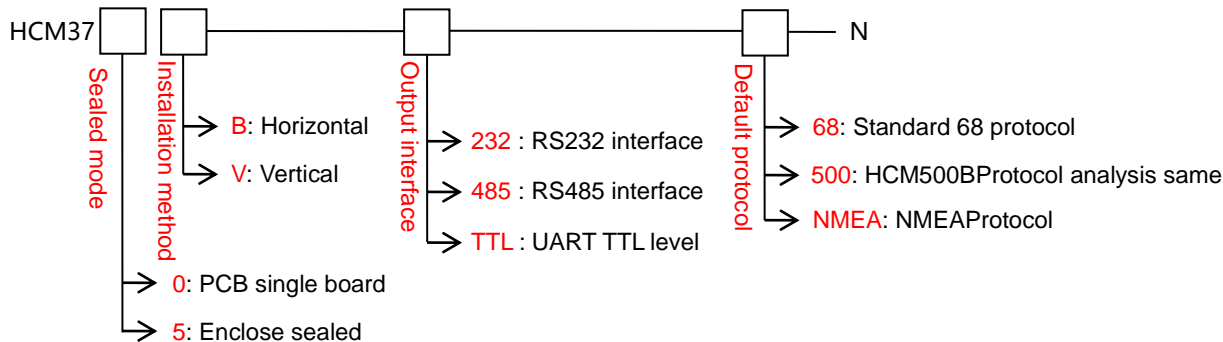 HCM37
N
Sealed mode
Installation method
Output interface
Default protocol
B: Horizontal
V: Vertical
232 : RS232 interface
485 : RS485 interface
TTL : UART TTL level
68: Standard 68 protocol
500: HCM500BProtocol analysis same
NMEA: NMEAProtocol
0: PCB single board
5: Enclose sealed